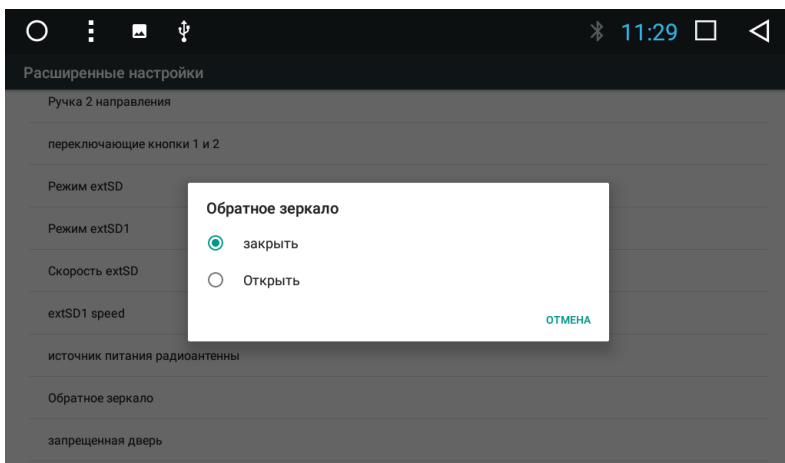 11:29
Расширенные настройки
Ручка 2 направления
переключающие кнопки 1 и 2
Режим extSD
Режим extSD1
Скорость extSD
extSD1 speed
источник питания радиоантенны
Обратное зеркало
запрещенная дверь
Обратное зеркало
закрыть
Открыть
ОТМЕНА